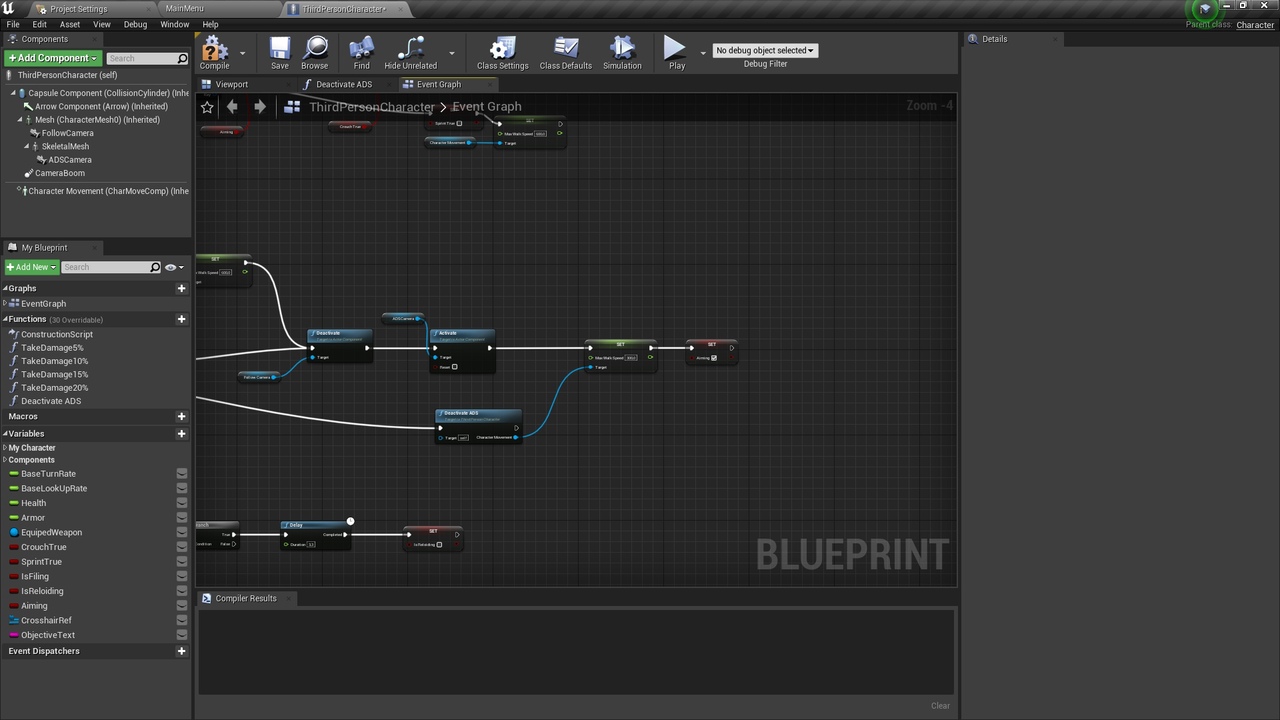 Project Settings
MainMenu
ThirdPersonCharacter*
File Edit Asset View Debug Window Help
Parent class: Character
Components
Details
+ Add Component
Search
Compile
Save
Browse
Find
Hide Unrelated
Class Settings
Class Defaults
Simulation
Play
No debug object selected
Debug Filter
ThirdPersonCharacter (self)
Capsule Component (CollisionCylinder) (Inhe
Arrow Component (Arrow) (Inherited)
Mesh (CharacterMesh0) (Inherited)
FollowCamera
SkeletalMesh
ADSCamera
CameraBoom
Character Movement (CharMoveComp) (Inhe
Viewport
Deactivate ADS
Event Graph
ThirdPersonCharacter > Event Graph
Zoom -4
Aiming
Crouch True
Sprint True
SET
Max Walk Speed
Character Movement
Target
My Blueprint
+ Add New
Search
Graphs
EventGraph
Functions (30 Overridable)
ConstructionScript
TakeDamage5%
TakeDamage10%
TakeDamage15%
TakeDamage20%
Deactivate ADS
Macros
Variables
My Character
Components
BaseTurnRate
BaseLookUpRate
Health
Armor
EquipedWeapon
CrouchTrue
SprintTrue
IsFiling
IsReloiding
Aiming
CrosshairRef
ObjectiveText
Event Dispatchers
SET
Deactivate
Target
Follow Camera
ADSCamera
Activate
Target
Reset
SET
Max Walk Speed
Target
SET
Aiming
Deactivate ADS
Target self
Character Movement
Delay
Completed
Duration
SET
Is Reloiding
True
False
BLUEPRINT
Compiler Results
Clear